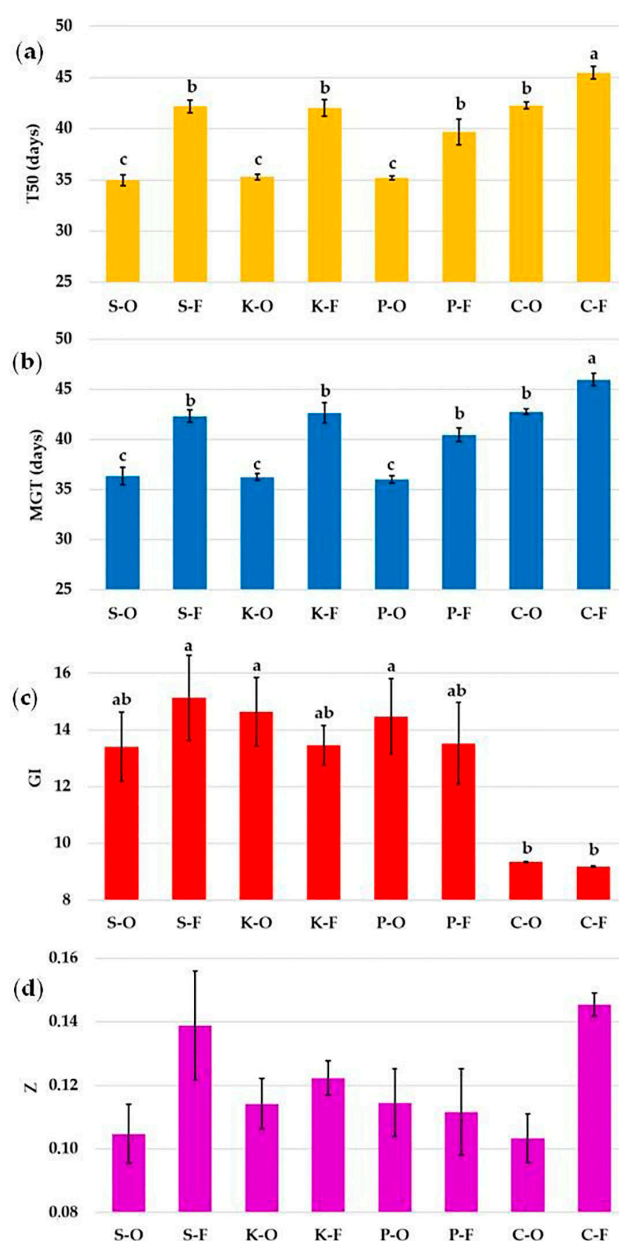 (a)
T50 (days)
50
45
40
35
30
25
c b c b c b b a
S-O S-F K-O K-F P-O P-F C-O C-F
(b)
MGT (days)
50
45
40
35
30
25
c b c b c b b a
S-O S-F K-O K-F P-O P-F C-O C-F
(c)
GI
16
14
12
10
8
ab a a ab a ab b b
S-O S-F K-O K-F P-O P-F C-O C-F
(d)
Z
0.16
0.14
0.12
0.10
0.08
S-O S-F K-O K-F P-O P-F C-O C-F